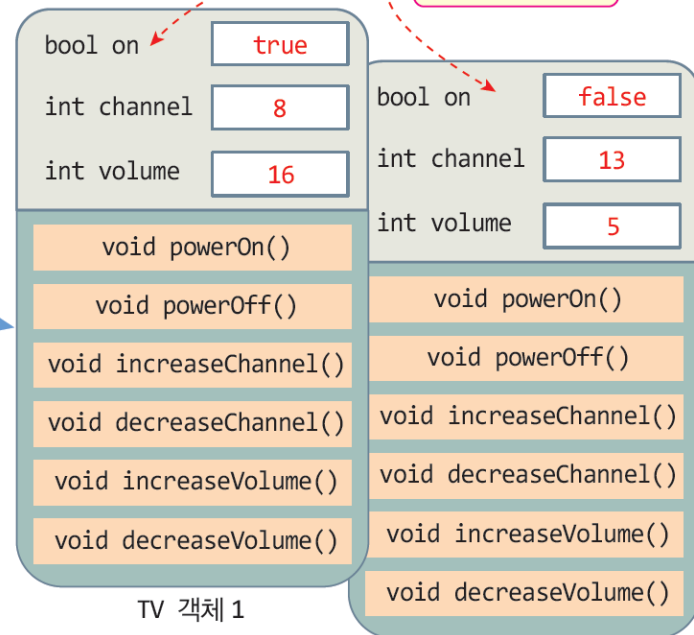 bool on
true
int channel
8
int volume
16
void powerOn()
void powerOff()
void increaseChannel()
void decreaseChannel()
void increaseVolume()
void decreaseVolume()
TV 객체 1
bool on
false
int channel
13
int volume
5
void powerOn()
void powerOff()
void increaseChannel()
void decreaseChannel()
void increaseVolume()
void decreaseVolume()